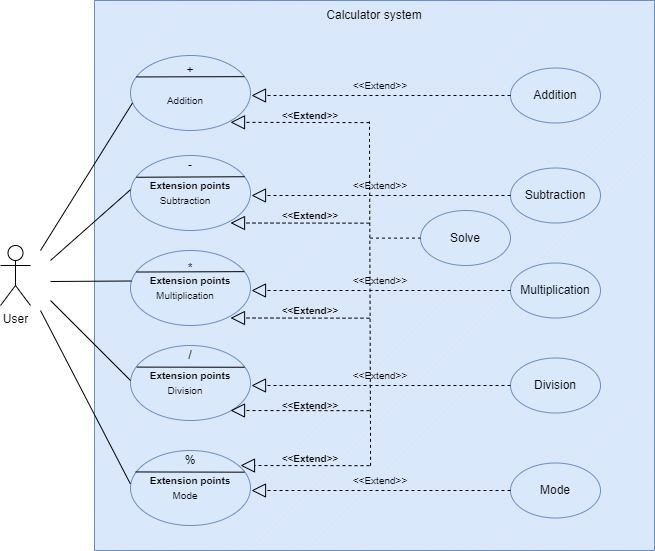 Calculator system
+
Addition
<<Extend>>
Addition
<<Extend>>
-
Extension points
Subtraction
<<Extend>>
Subtraction
<<Extend>>
Solve
*
Extension points
Multiplication
<<Extend>>
Multiplication
<<Extend>>
User
/
Extension points
Division
<<Extend>>
Division
<<Extend>>
%
Extension points
Mode
<<Extend>>
<<Extend>>
Mode